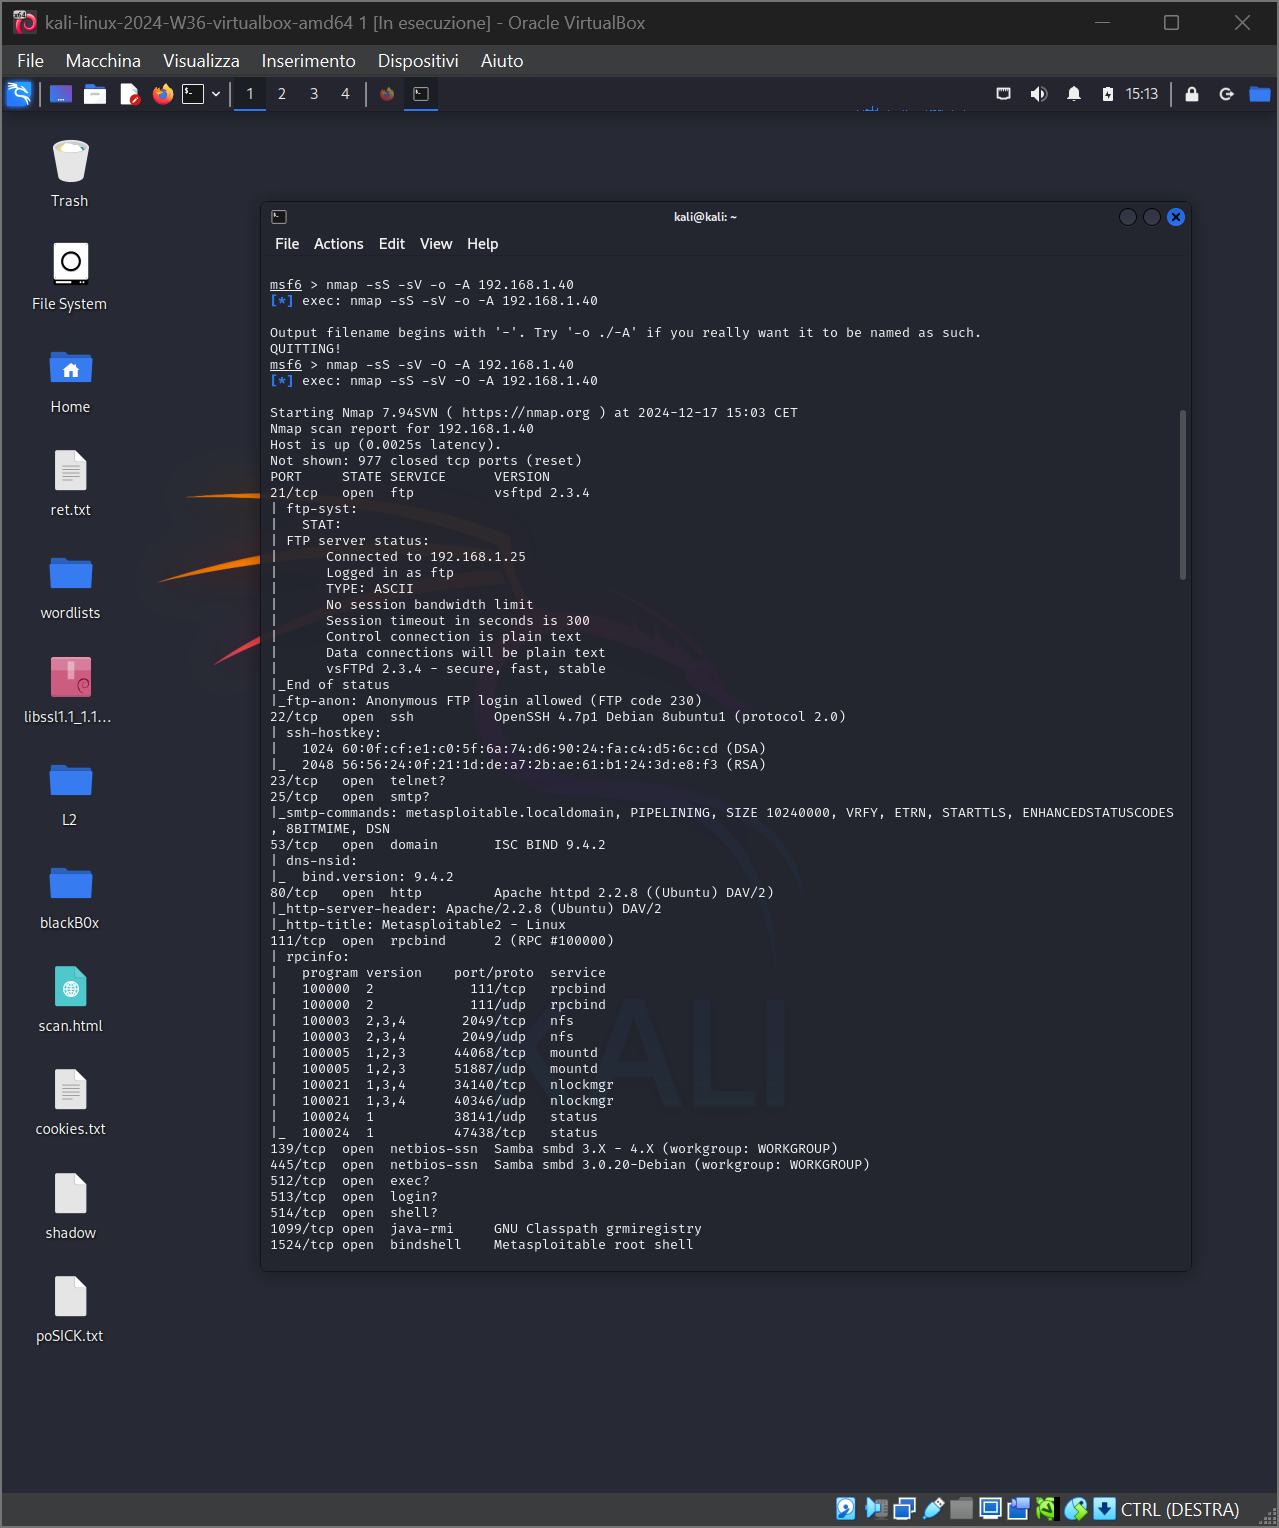 kali-linux-2024-W36-virtualbox-amd64 1 [In esecuzione] - Oracle VirtualBox
File Macchina Visualizza Inserimento Dispositivi Aiuto
1 2 3 4 15:13
Trash
File System
Home
ret.txt
wordlists
libssl1.1_1.1...
L2
blackB0x
scan.html
cookies.txt
shadow
poSICK.txt
kali@kali: ~
File Actions Edit View Help
msf6 > nmap -sS -sV -o -A 192.168.1.40
[*] exec: nmap -sS -sV -o -A 192.168.1.40
Output filename begins with '-'. Try '-o ./-A' if you really want it to be named as such.
QUITTING!
msf6 > nmap -sS -sV -O -A 192.168.1.40
[*] exec: nmap -sS -sV -O -A 192.168.1.40
Starting Nmap 7.94SVN ( https://nmap.org ) at 2024-12-17 15:03 CET
Nmap scan report for 192.168.1.40
Host is up (0.0025s latency).
Not shown: 977 closed tcp ports (reset)
PORT     STATE SERVICE      VERSION
21/tcp   open  ftp          vsftpd 2.3.4
| ftp-syst:
|   STAT:
| FTP server status:
|      Connected to 192.168.1.25
|      Logged in as ftp
|      TYPE: ASCII
|      No session bandwidth limit
|      Session timeout in seconds is 300
|      Control connection is plain text
|      Data connections will be plain text
|      vsFTPd 2.3.4 - secure, fast, stable
|_End of status
|_ftp-anon: Anonymous FTP login allowed (FTP code 230)
22/tcp   open  ssh          OpenSSH 4.7p1 Debian 8ubuntu1 (protocol 2.0)
| ssh-hostkey:
|   1024 60:0f:cf:e1:c0:5f:6a:74:d6:90:24:fa:c4:d5:6c:cd (DSA)
|_  2048 56:56:24:0f:21:1d:de:a7:2b:ae:61:b1:24:3d:e8:f3 (RSA)
23/tcp   open  telnet?
25/tcp   open  smtp?
|_smtp-commands: metasploitable.localdomain, PIPELINING, SIZE 10240000, VRFY, ETRN, STARTTLS, ENHANCEDSTATUSCODES
, 8BITMIME, DSN
53/tcp   open  domain       ISC BIND 9.4.2
| dns-nsid:
|_  bind.version: 9.4.2
80/tcp   open  http         Apache httpd 2.2.8 ((Ubuntu) DAV/2)
|_http-server-header: Apache/2.2.8 (Ubuntu) DAV/2
|_http-title: Metasploitable2 - Linux
111/tcp  open  rpcbind      2 (RPC #100000)
| rpcinfo:
|   program version    port/proto  service
|   100000  2            111/tcp   rpcbind
|   100000  2            111/udp   rpcbind
|   100003  2,3,4       2049/tcp   nfs
|   100003  2,3,4       2049/udp   nfs
|   100005  1,2,3      44068/tcp   mountd
|   100005  1,2,3      51887/udp   mountd
|   100021  1,3,4      34140/tcp   nlockmgr
|   100021  1,3,4      40346/udp   nlockmgr
|   100024  1          38141/udp   status
|_  100024  1          47438/tcp   status
139/tcp  open  netbios-ssn  Samba smbd 3.X - 4.X (workgroup: WORKGROUP)
445/tcp  open  netbios-ssn  Samba smbd 3.0.20-Debian (workgroup: WORKGROUP)
512/tcp  open  exec?
513/tcp  open  login?
514/tcp  open  shell?
1099/tcp open  java-rmi     GNU Classpath grmiregistry
1524/tcp open  bindshell    Metasploitable root shell
KALI
CTRL (DESTRA)